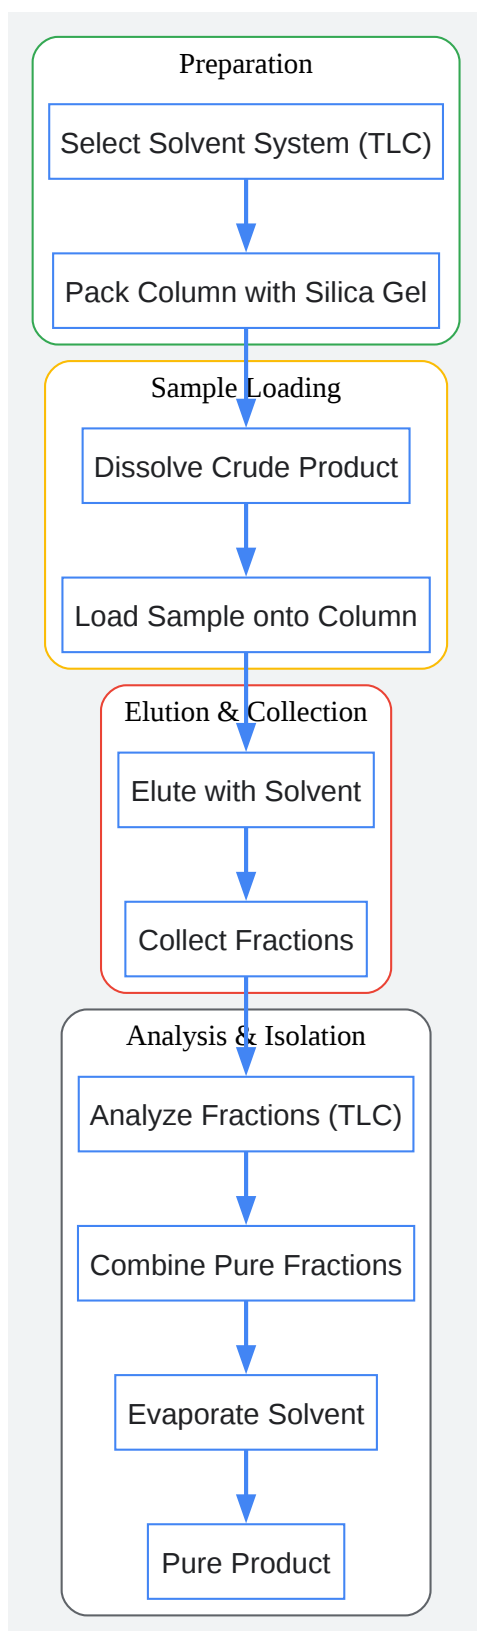 Preparation
Select Solvent System (TLC)
Pack Column with Silica Gel
Sample Loading
Dissolve Crude Product
Load Sample onto Column
Elution & Collection
Elute with Solvent
Collect Fractions
Analysis & Isolation
Analyze Fractions (TLC)
Combine Pure Fractions
Evaporate Solvent
Pure Product